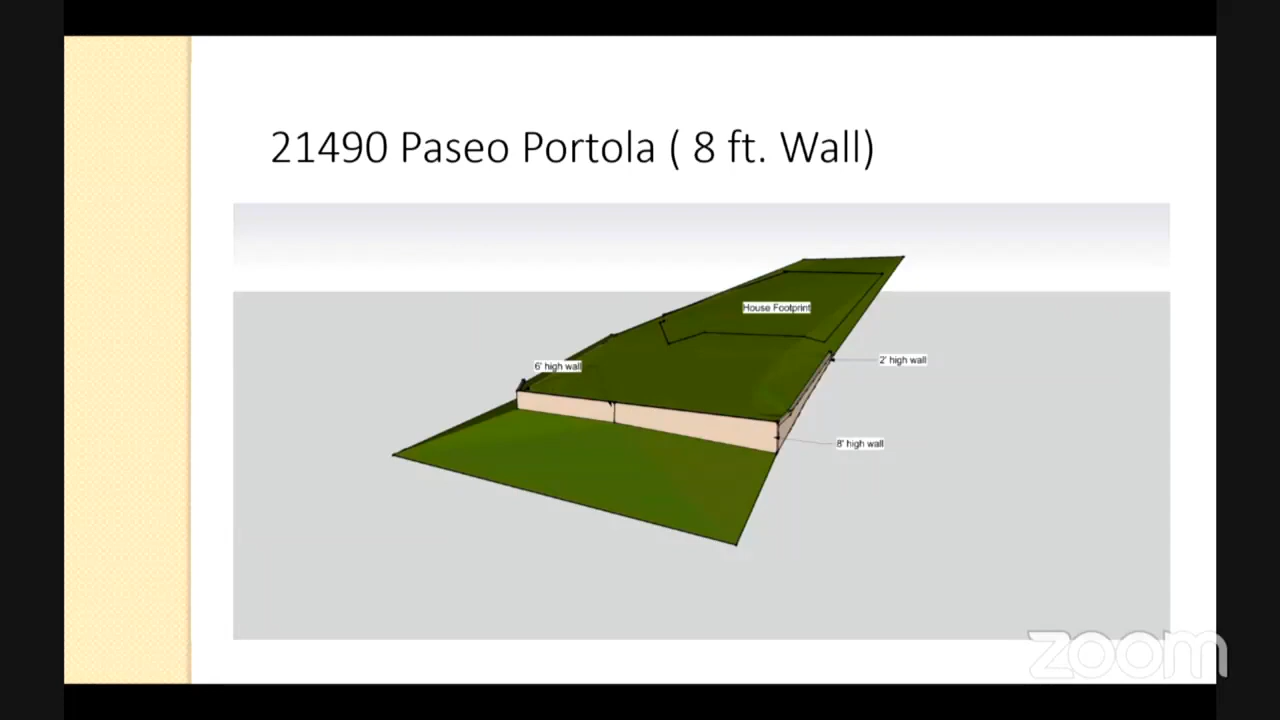 21490 Paseo Portola ( 8 ft. Wall)
House Footprint
6' high wall
2' high wall
8' high wall
zoom